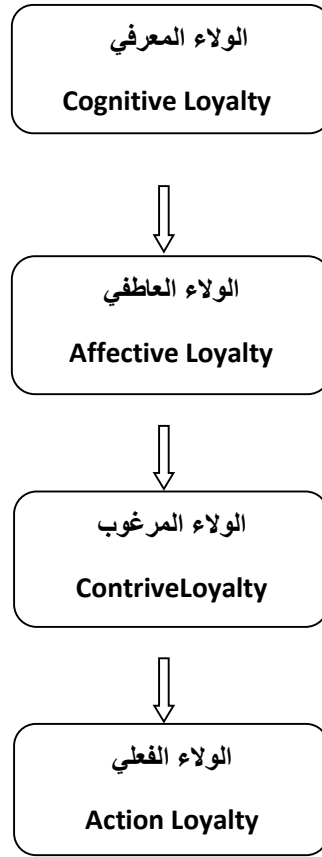 الولاء المعرفي
Cognitive Loyalty
الولاء العاطفي
Affective Loyalty
الولاء المرغوب
ContriveLoyalty
الولاء الفعلي
Action Loyalty